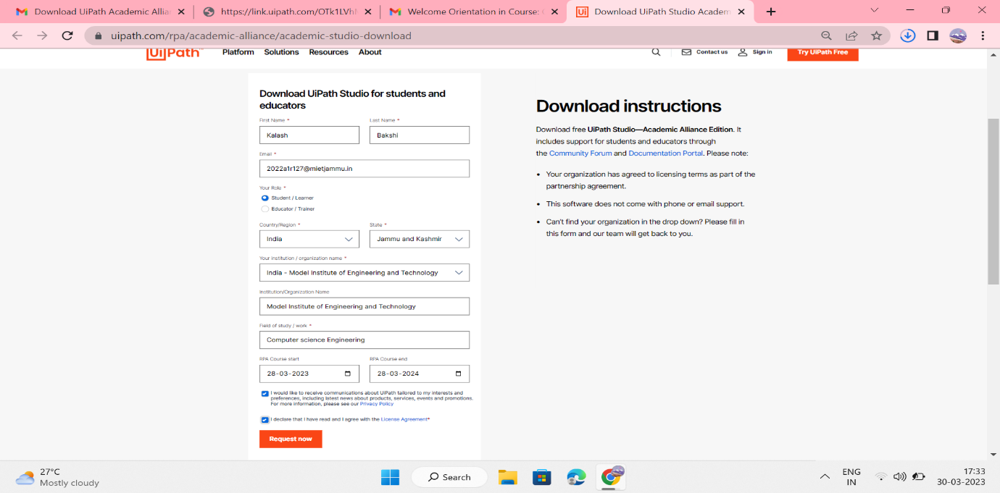 Download UiPath Academic Allia
https://link.uipath.com/OTk1LVhN
Welcome Orientation in Course:
Download UiPath Studio Academ
uipath.com/rpa/academic-alliance/academic-studio-download
UiPath
Platform Solutions Resources About
Contact us Sign in Try UiPath Free
Download UiPath Studio for students and
educators
First Name * Last Name *
Kalash Bakshi
Email *
2022a1r127@mietjammu.in
Your Role *
Student / Learner
Educator / Trainer
Country/Region * State *
India Jammu and Kashmir
Your institution / organization name *
India - Model Institute of Engineering and Technology
Institution/Organization Name
Model Institute of Engineering and Technology
Field of study / work *
Computer science Engineering
RPA Course start RPA Course end
28-03-2023 28-03-2024
I would like to receive communications about UiPath tailored to my interests and
preferences, including latest news about products, services, events and promotions.
For more information, please see our Privacy Policy
I declare that I have read and I agree with the License Agreement*
Request now
Download instructions
Download free UiPath Studio—Academic Alliance Edition. It
includes support for students and educators through
the Community Forum and Documentation Portal. Please note:
• Your organization has agreed to licensing terms as part of the
partnership agreement.
• This software does not come with phone or email support.
• Can't find your organization in the drop down? Please fill in
this form and our team will get back to you.
27°C
Mostly cloudy
Search
ENG
IN
17:33
30-03-2023